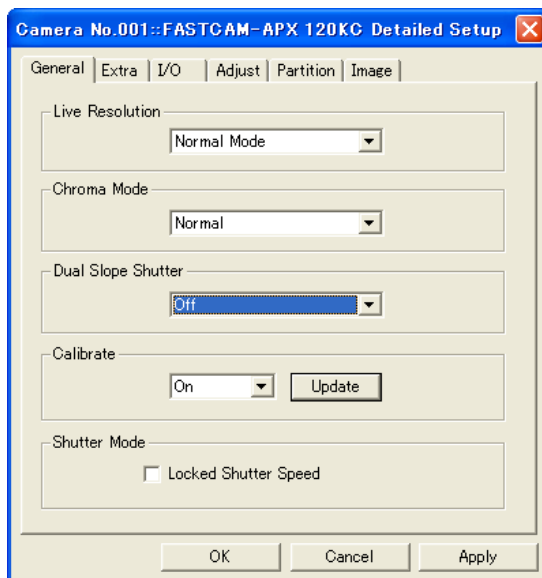 Camera No.001::FASTCAM-APX 120KC Detailed Setup
General Extra I/O Adjust Partition Image
Live Resolution
Normal Mode
Chroma Mode
Normal
Dual Slope Shutter
Off
Calibrate
On Update
Shutter Mode
Locked Shutter Speed
OK Cancel Apply